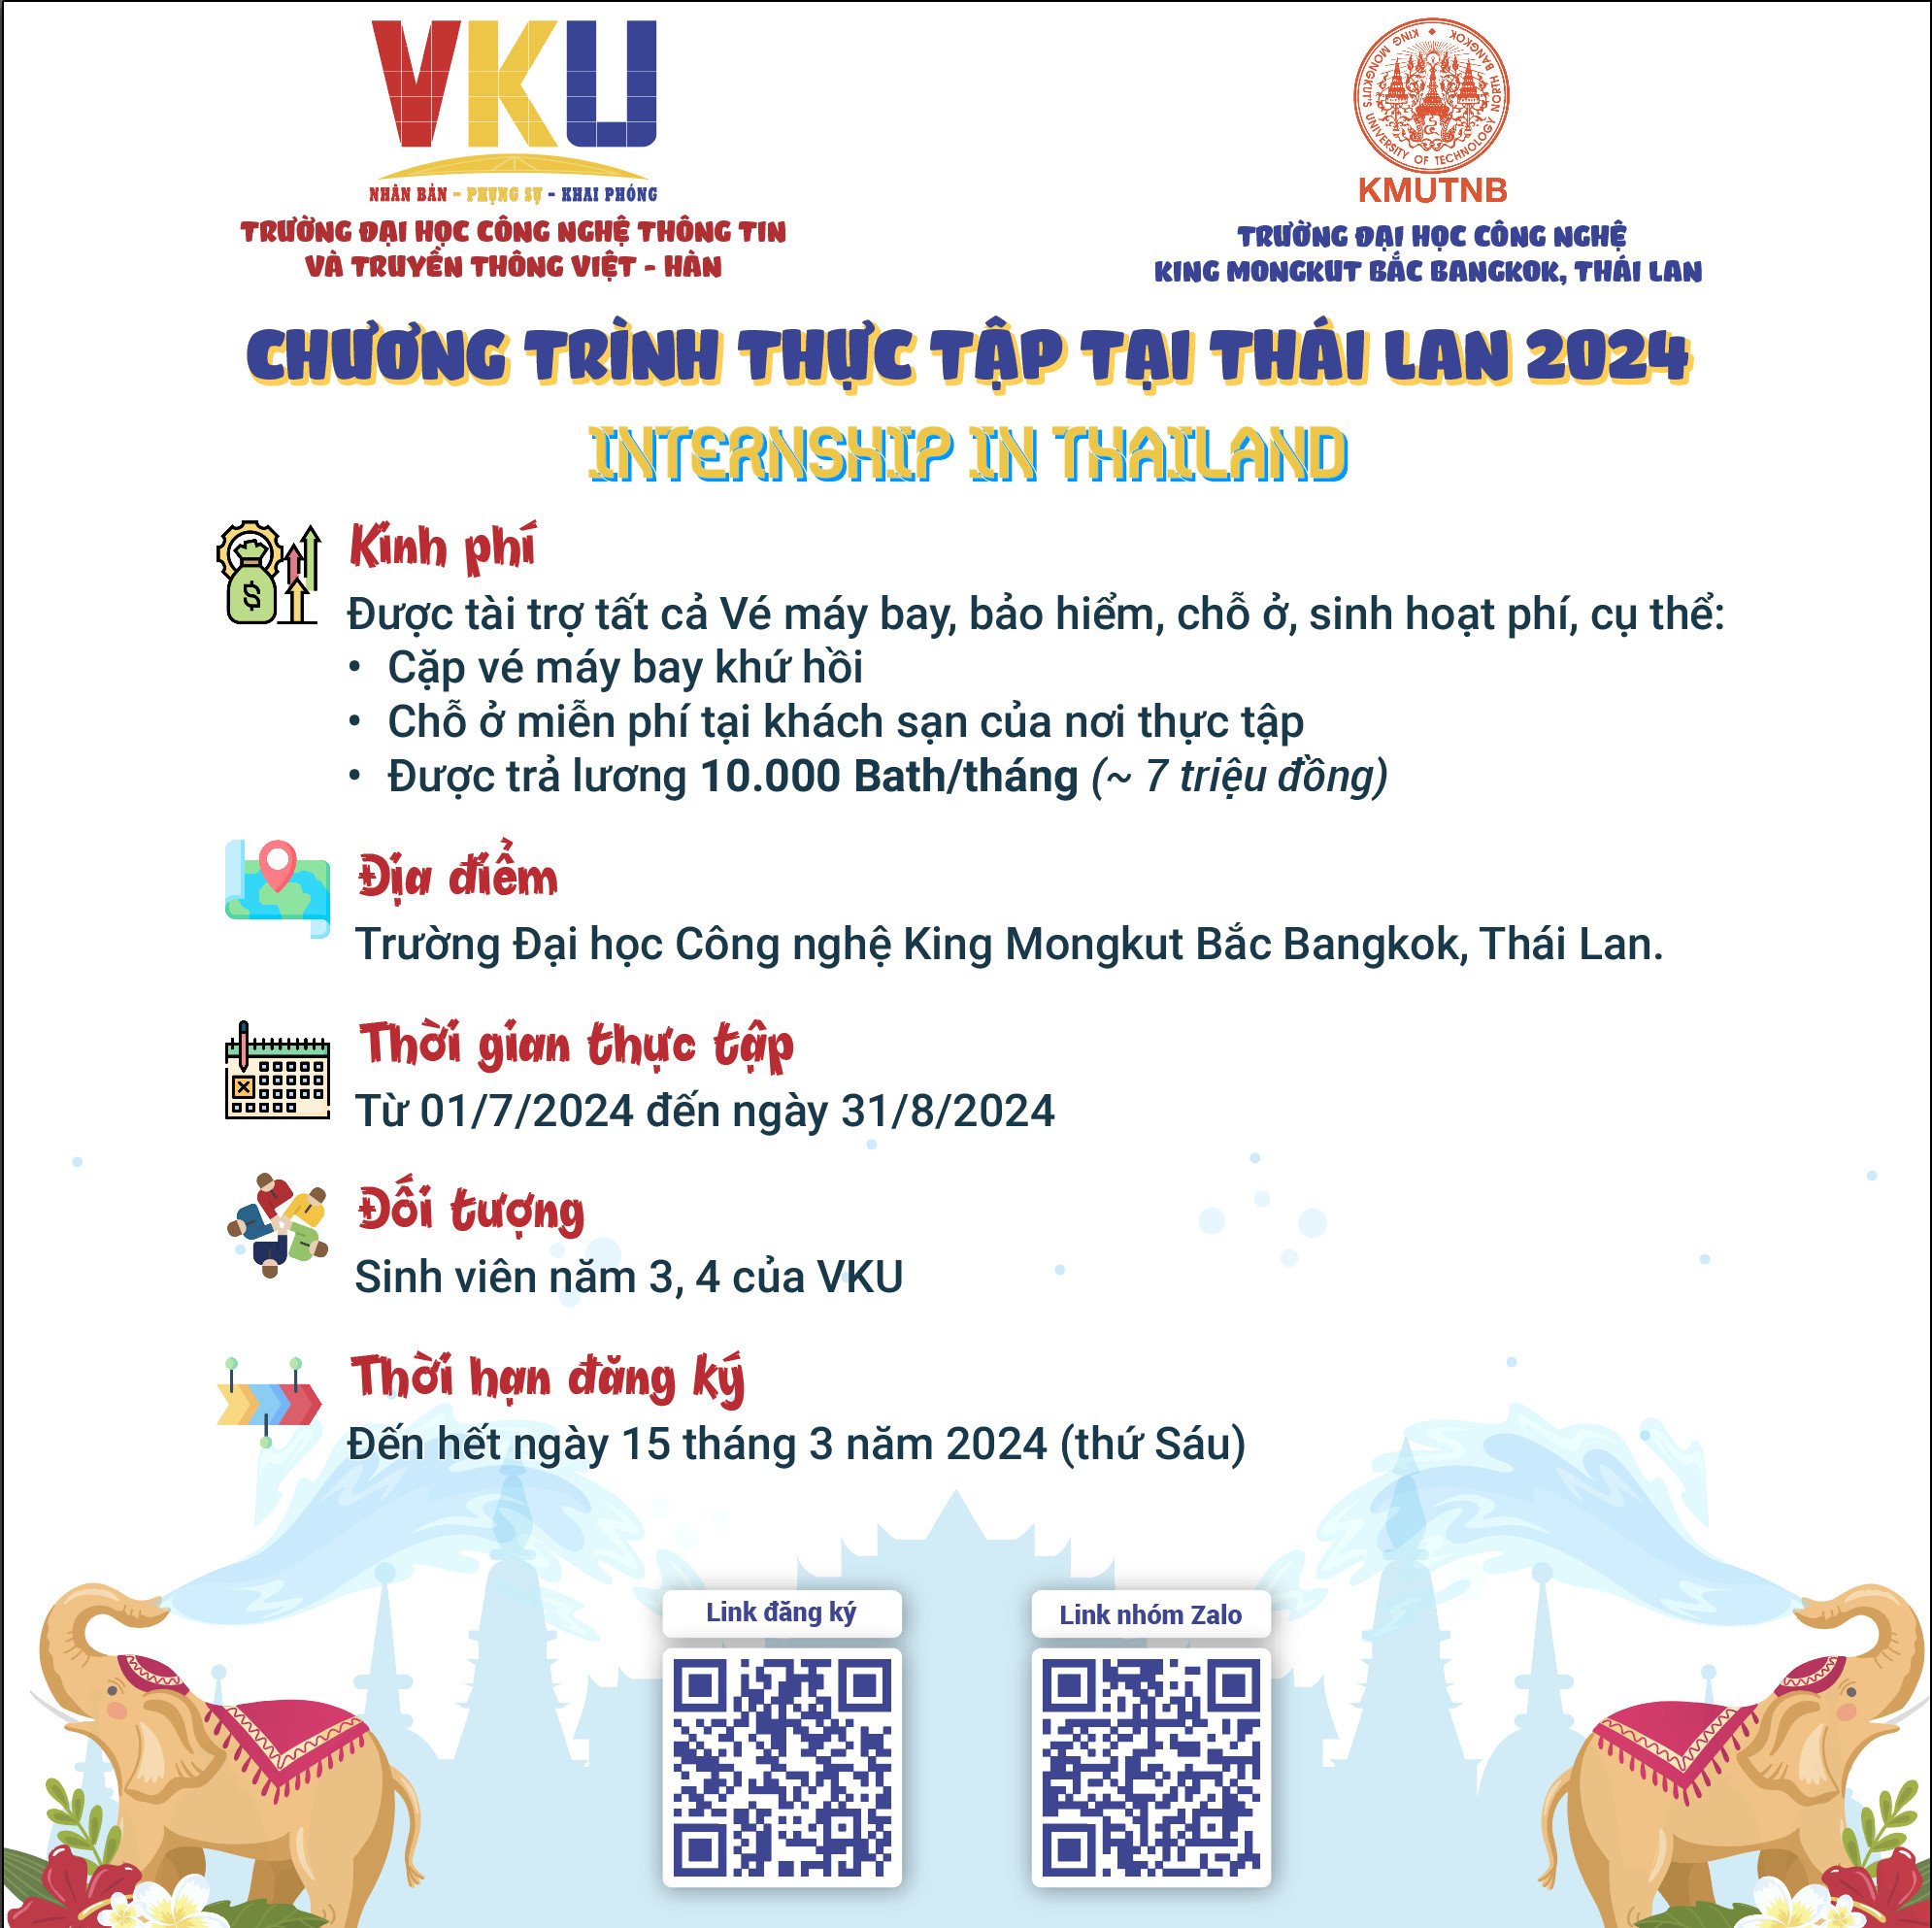 VKU
NHÂN BẢN - PHỤNG SỰ - KHAI PHÓNG
TRƯỜNG ĐẠI HỌC CÔNG NGHỆ THÔNG TIN
VÀ TRUYỀN THÔNG VIỆT - HÀN
KING MONGKUT'S UNIVERSITY OF TECHNOLOGY NORTH BANGKOK
KMUTNB
TRƯỜNG ĐẠI HỌC CÔNG NGHỆ
KING MONGKUT BẮC BANGKOK, THÁI LAN
CHƯƠNG TRÌNH THỰC TẬP TẠI THÁI LAN 2024
INTERNSHIP IN THAILAND
Kinh phí
Được tài trợ tất cả Vé máy bay, bảo hiểm, chỗ ở, sinh hoạt phí, cụ thể:
• Cặp vé máy bay khứ hồi
• Chỗ ở miễn phí tại khách sạn của nơi thực tập
• Được trả lương 10.000 Bath/tháng (~ 7 triệu đồng)
Địa điểm
Trường Đại học Công nghệ King Mongkut Bắc Bangkok, Thái Lan.
Thời gian thực tập
Từ 01/7/2024 đến ngày 31/8/2024
Đối tượng
Sinh viên năm 3, 4 của VKU
Thời hạn đăng ký
Đến hết ngày 15 tháng 3 năm 2024 (thứ Sáu)
Link đăng ký
Link nhóm Zalo